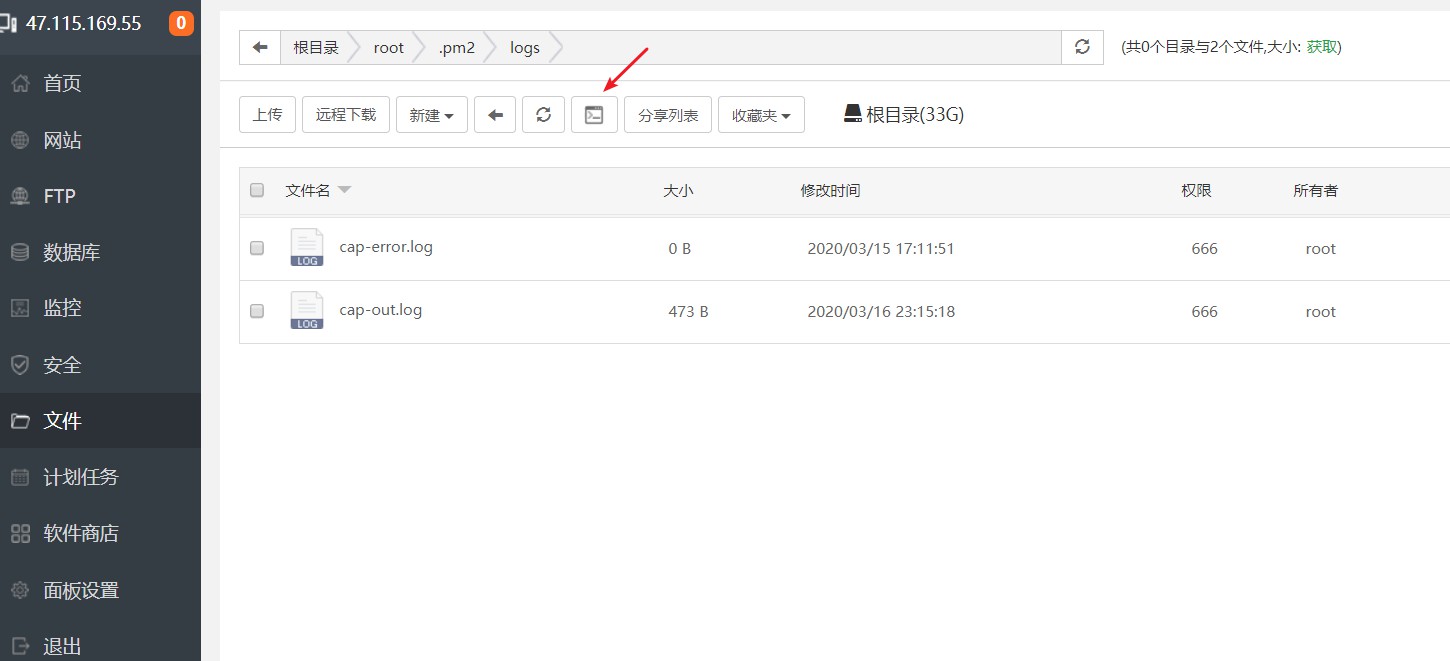 47.115.169.55 0
首页
网站
FTP
数据库
监控
安全
文件
计划任务
软件商店
面板设置
退出
根目录 root .pm2 logs (共0个目录与2个文件,大小: 获取)
上传 远程下载 新建 分享列表 收藏夹 根目录(33G)
文件名 大小 修改时间 权限 所有者
LOG cap-error.log 0 B 2020/03/15 17:11:51 666 root
LOG cap-out.log 473 B 2020/03/16 23:15:18 666 root